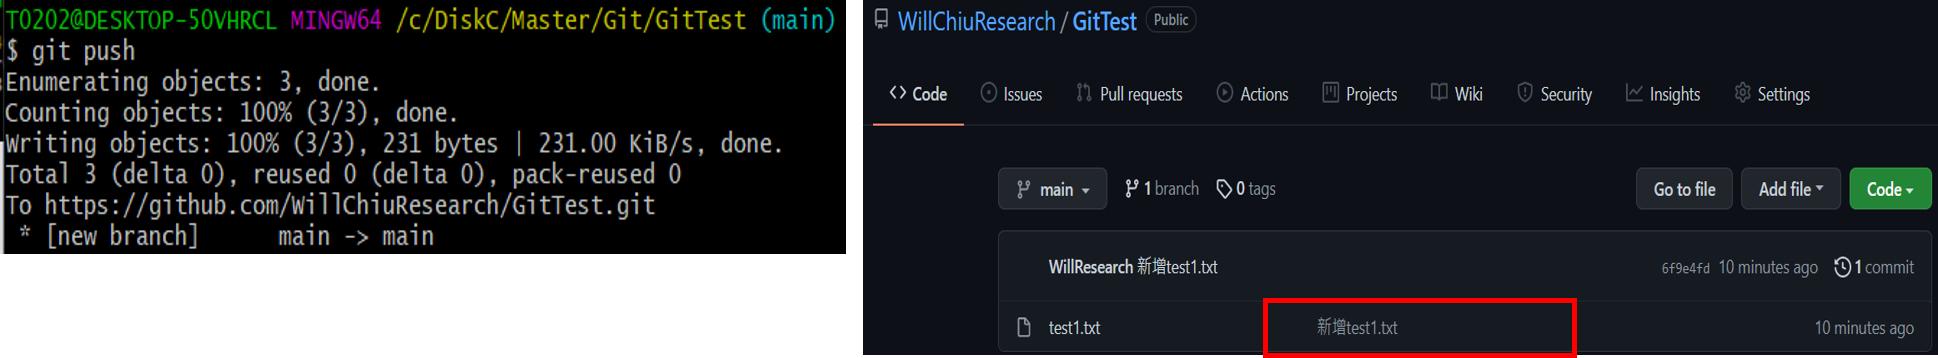 T0202@DESKTOP-50VHRCL MINGW64 /c/DiskC/Master/Git/GitTest (main)
$ git push
Enumerating objects: 3, done.
Counting objects: 100% (3/3), done.
Writing objects: 100% (3/3), 231 bytes | 231.00 KiB/s, done.
Total 3 (delta 0), reused 0 (delta 0), pack-reused 0
To https://github.com/WillChiuResearch/GitTest.git
 * [new branch]      main -> main
WillChiuResearch / GitTest Public
Code Issues Pull requests Actions Projects Wiki Security Insights Settings
main 1 branch 0 tags Go to file Add file Code
WillResearch 新增test1.txt 6f9e4fd 10 minutes ago 1 commit
test1.txt 新增test1.txt 10 minutes ago